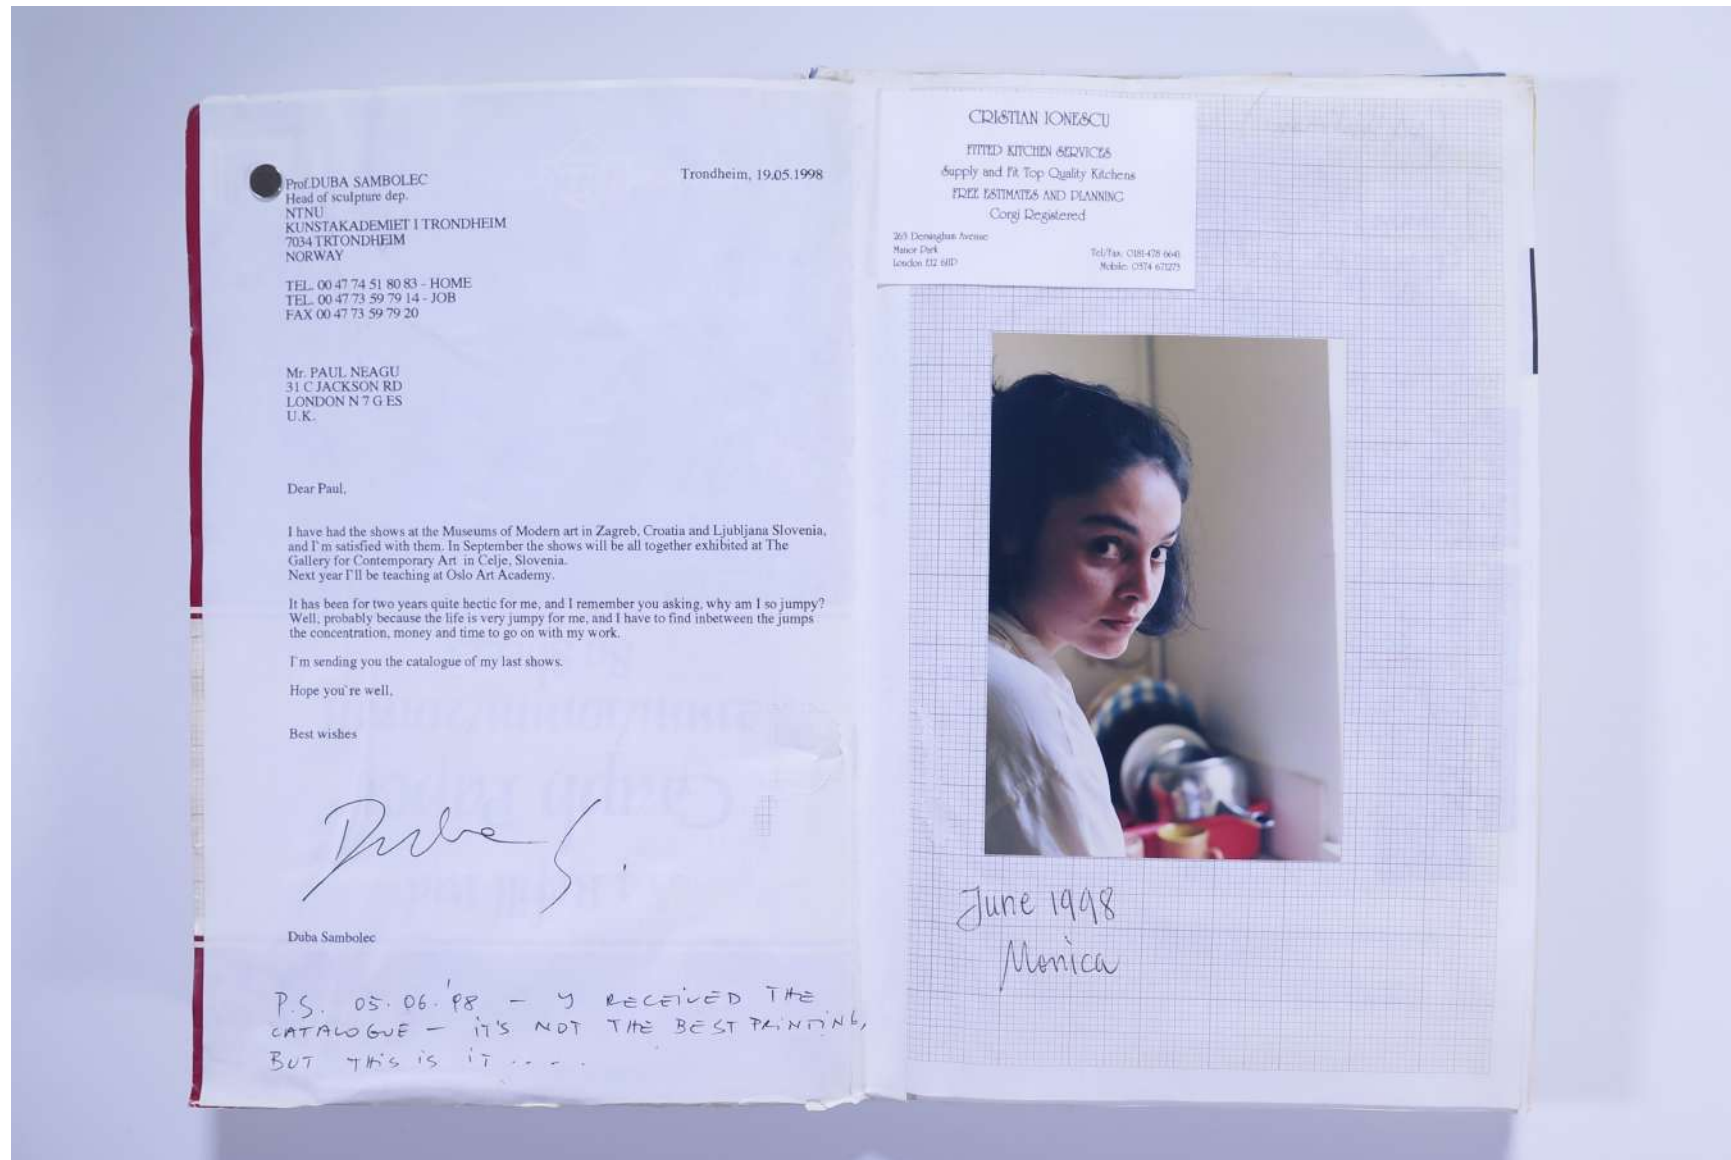 Trondheim, 19.05.1998
Prof.DUBA SAMBOLEC
Head of sculpture dep.
NTNU
KUNSTAKADEMIET I TRONDHEIM
7034 TRTONDHEIM
NORWAY
TEL. 00 47 74 51 80 83 - HOME
TEL. 00 47 73 59 79 14 - JOB
FAX 00 47 73 59 79 20
Mr. PAUL NEAGU
31 C JACKSON RD
LONDON N 7 G ES
U.K.
Dear Paul,
I have had the shows at the Museums of Modern art in Zagreb, Croatia and Ljubljana Slovenia,
and I`m satisfied with them. In September the shows will be all together exhibited at The
Gallery for Contemporary Art in Celje, Slovenia.
Next year I`ll be teaching at Oslo Art Academy.
It has been for two years quite hectic for me, and I remember you asking, why am I so jumpy?
Well, probably because the life is very jumpy for me, and I have to find inbetween the jumps
the concentration, money and time to go on with my work.
I`m sending you the catalogue of my last shows.
Hope you`re well,
Best wishes
Duba S.
Duba Sambolec
P.S. 05.06.'98 - Y RECEIVED THE
CATALOGUE - IT'S NOT THE BEST PRINTING,
BUT THIS IS IT ....
CRISTIAN IONESCU
FITTED KITCHEN SERVICES
Supply and Fit Top Quality Kitchens
FREE ESTIMATES AND PLANNING
Corgi Registered
Avenue
Manor Park
London E12
Tel/Fax: 0181-478
Mobile: 0374 671273
June 1998
Monica